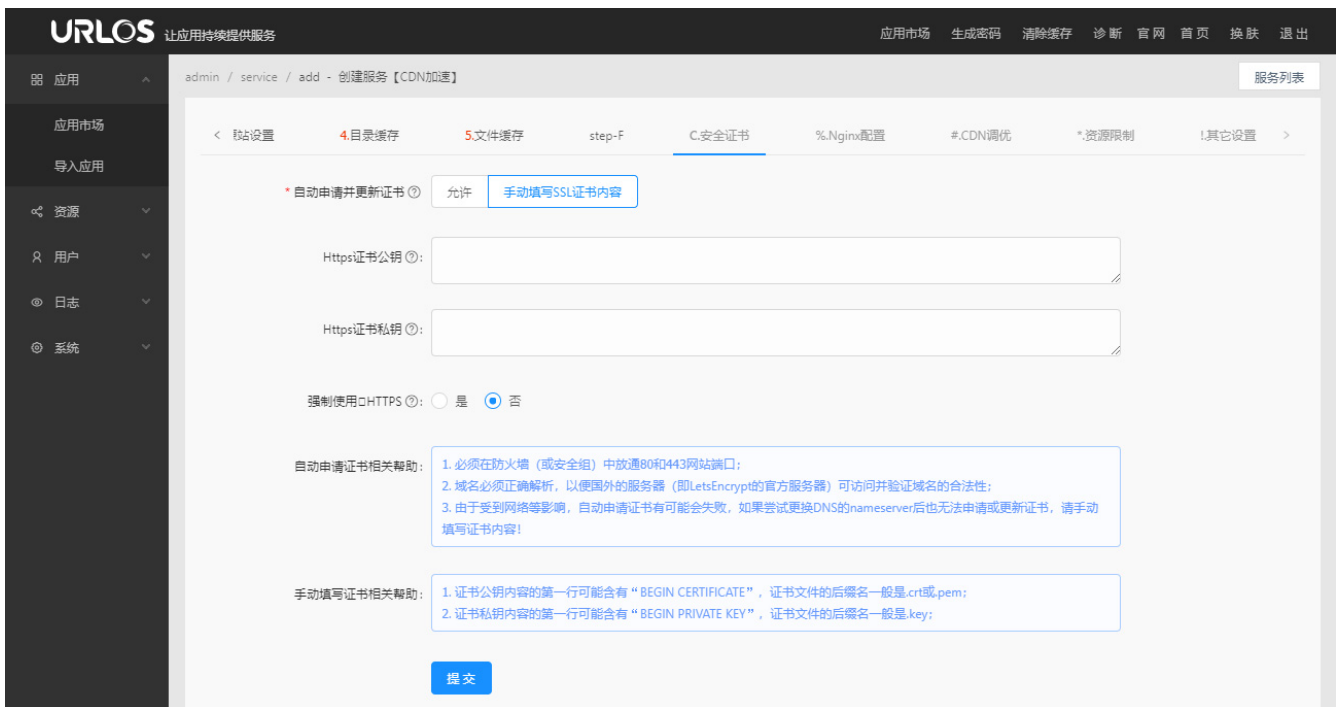 URLOS 让应用持续提供服务
应用市场 生成密码 清除缓存 诊断 官网 首页 换肤 退出
应用
admin / service / add - 创建服务【CDN加速】
服务列表
应用市场
导入应用
资源
用户
日志
系统
< 站设置 4.目录缓存 5.文件缓存 step-F C.安全证书 %.Nginx配置 #.CDN调优 *.资源限制 !.其它设置 >
* 自动申请并更新证书 允许 手动填写SSL证书内容
Https证书公钥 :
Https证书私钥 :
强制使用□HTTPS : 是 否
自动申请证书相关帮助:
1. 必须在防火墙（或安全组）中放通80和443网站端口;
2. 域名必须正确解析，以便国外的服务器（即LetsEncrypt的官方服务器）可访问并验证域名的合法性;
3. 由于受到网络等影响，自动申请证书有可能会失败，如果尝试更换DNS的nameserver后也无法申请或更新证书，请手动
填写证书内容!
手动填写证书相关帮助:
1. 证书公钥内容的第一行可能含有“BEGIN CERTIFICATE”，证书文件的后缀名一般是.crt或.pem;
2. 证书私钥内容的第一行可能含有“BEGIN PRIVATE KEY”，证书文件的后缀名一般是.key;
提交